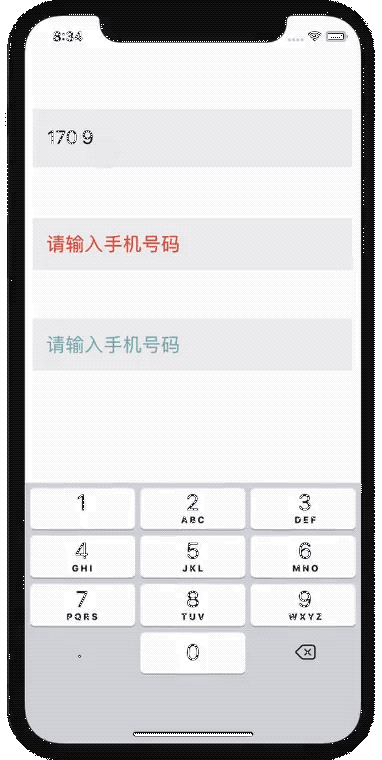 8:34
170 9
请输入手机号码
请输入手机号码
1
2 ABC
3 DEF
4 GHI
5 JKL
6 MNO
7 PQRS
8 TUV
9 WXYZ
.
0